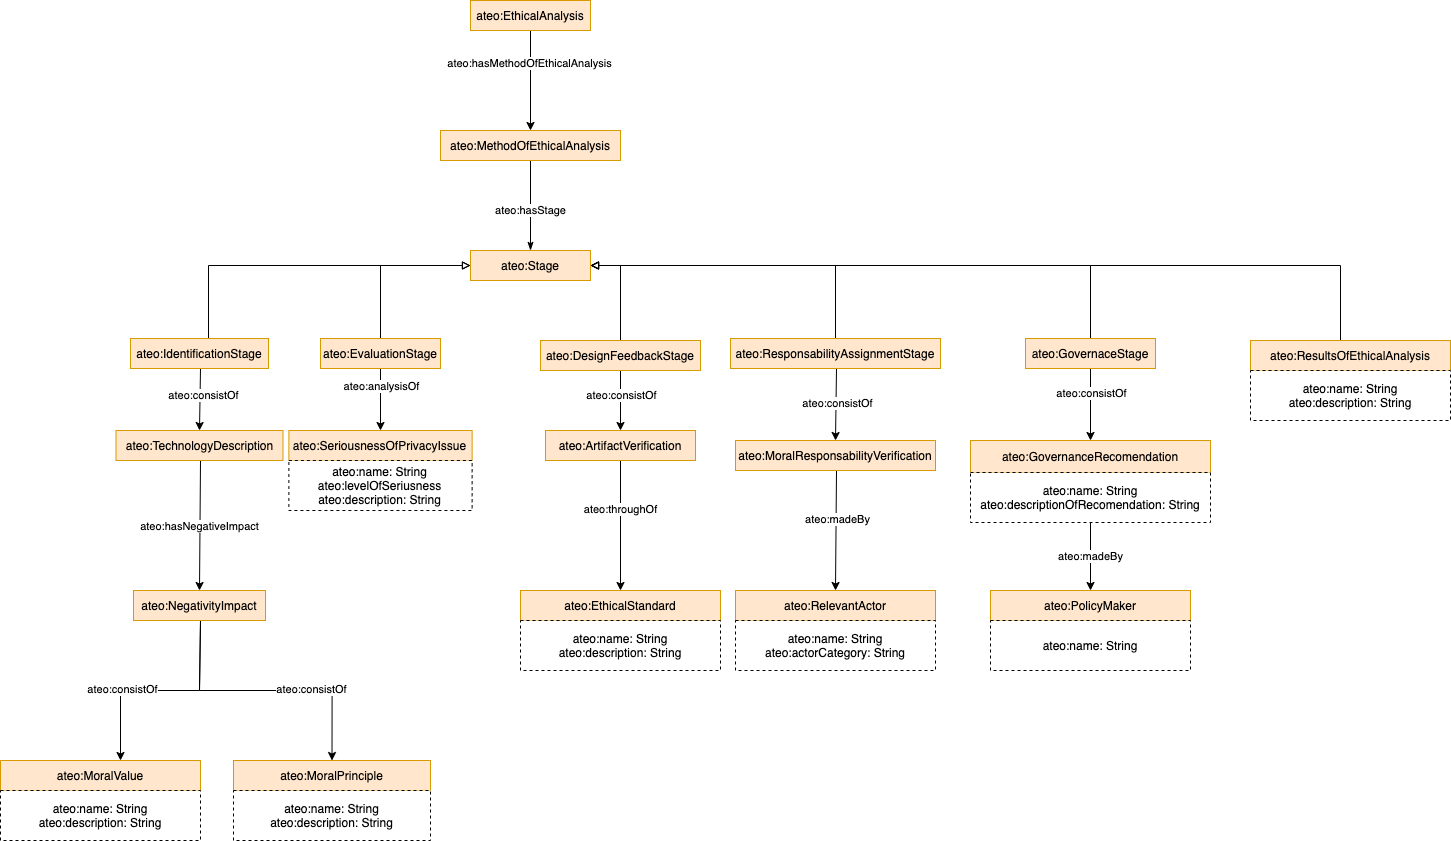 ateo:EthicalAnalysis
ateo:hasMethodOfEthicalAnalysis
ateo:MethodOfEthicalAnalysis
ateo:hasStage
ateo:Stage
ateo:IdentificationStage
ateo:EvaluationStage
ateo:DesignFeedbackStage
ateo:ResponsabilityAssignmentStage
ateo:GovernaceStage
ateo:ResultsOfEthicalAnalysis
ateo:name: String
ateo:description: String
ateo:consistOf
ateo:analysisOf
ateo:consistOf
ateo:consistOf
ateo:consistOf
ateo:TechnologyDescription
ateo:SeriousnessOfPrivacyIssue
ateo:name: String
ateo:levelOfSeriusness
ateo:description: String
ateo:ArtifactVerification
ateo:MoralResponsabilityVerification
ateo:GovernanceRecomendation
ateo:name: String
ateo:descriptionOfRecomendation: String
ateo:hasNegativeImpact
ateo:throughOf
ateo:madeBy
ateo:madeBy
ateo:NegativityImpact
ateo:EthicalStandard
ateo:name: String
ateo:description: String
ateo:RelevantActor
ateo:name: String
ateo:actorCategory: String
ateo:PolicyMaker
ateo:name: String
ateo:consistOf
ateo:consistOf
ateo:MoralValue
ateo:name: String
ateo:description: String
ateo:MoralPrinciple
ateo:name: String
ateo:description: String